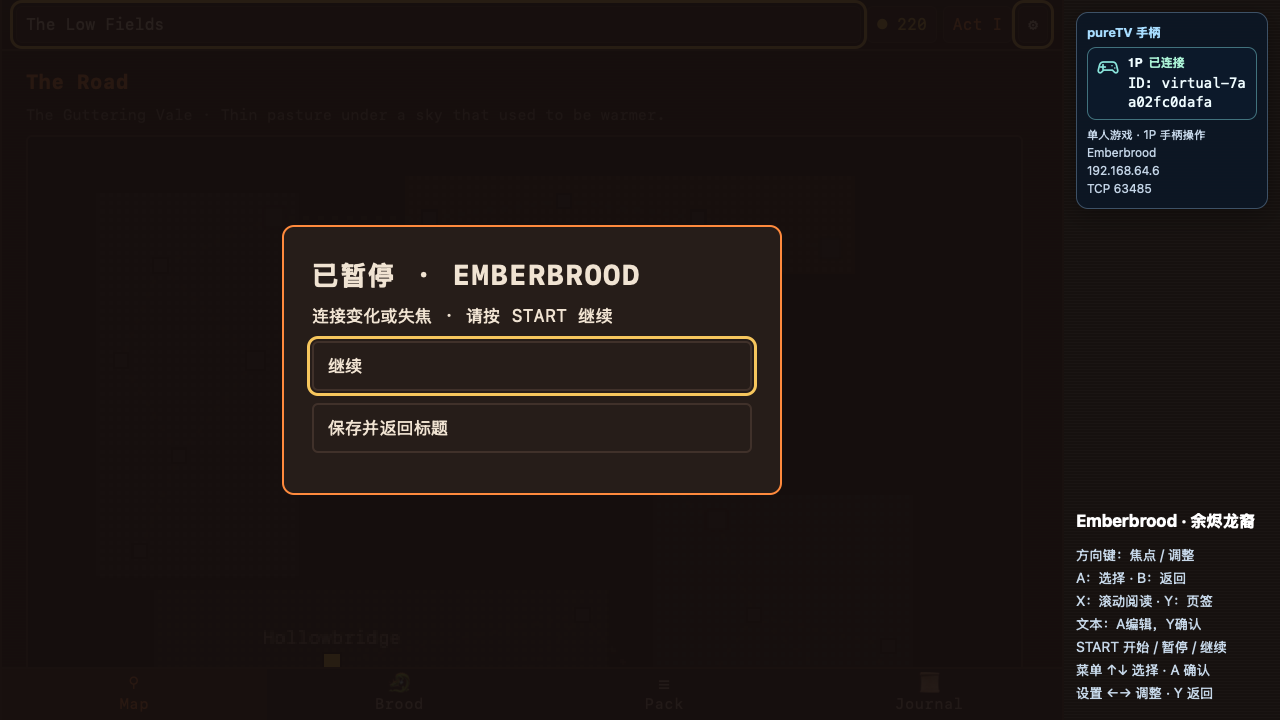 The Low Fields
220
Act I
The Road
The Guttering Vale · Thin pasture under a sky that used to be warmer.
已暂停 · EMBERBROOD
连接变化或失焦 · 请按 START 继续
继续
保存并返回标题
Hollowbridge
Map
Brood
Pack
Journal
pureTV 手柄
1P 已连接
ID: virtual-7a
a02fc0dafa
单人游戏 · 1P 手柄操作
Emberbrood
192.168.64.6
TCP 63485
Emberbrood · 余烬龙裔
方向键：焦点 / 调整
A：选择 · B：返回
X：滚动阅读 · Y：页签
文本：A编辑，Y确认
START 开始 / 暂停 / 继续
菜单 ↑↓ 选择 · A 确认
设置 ←→ 调整 · Y 返回